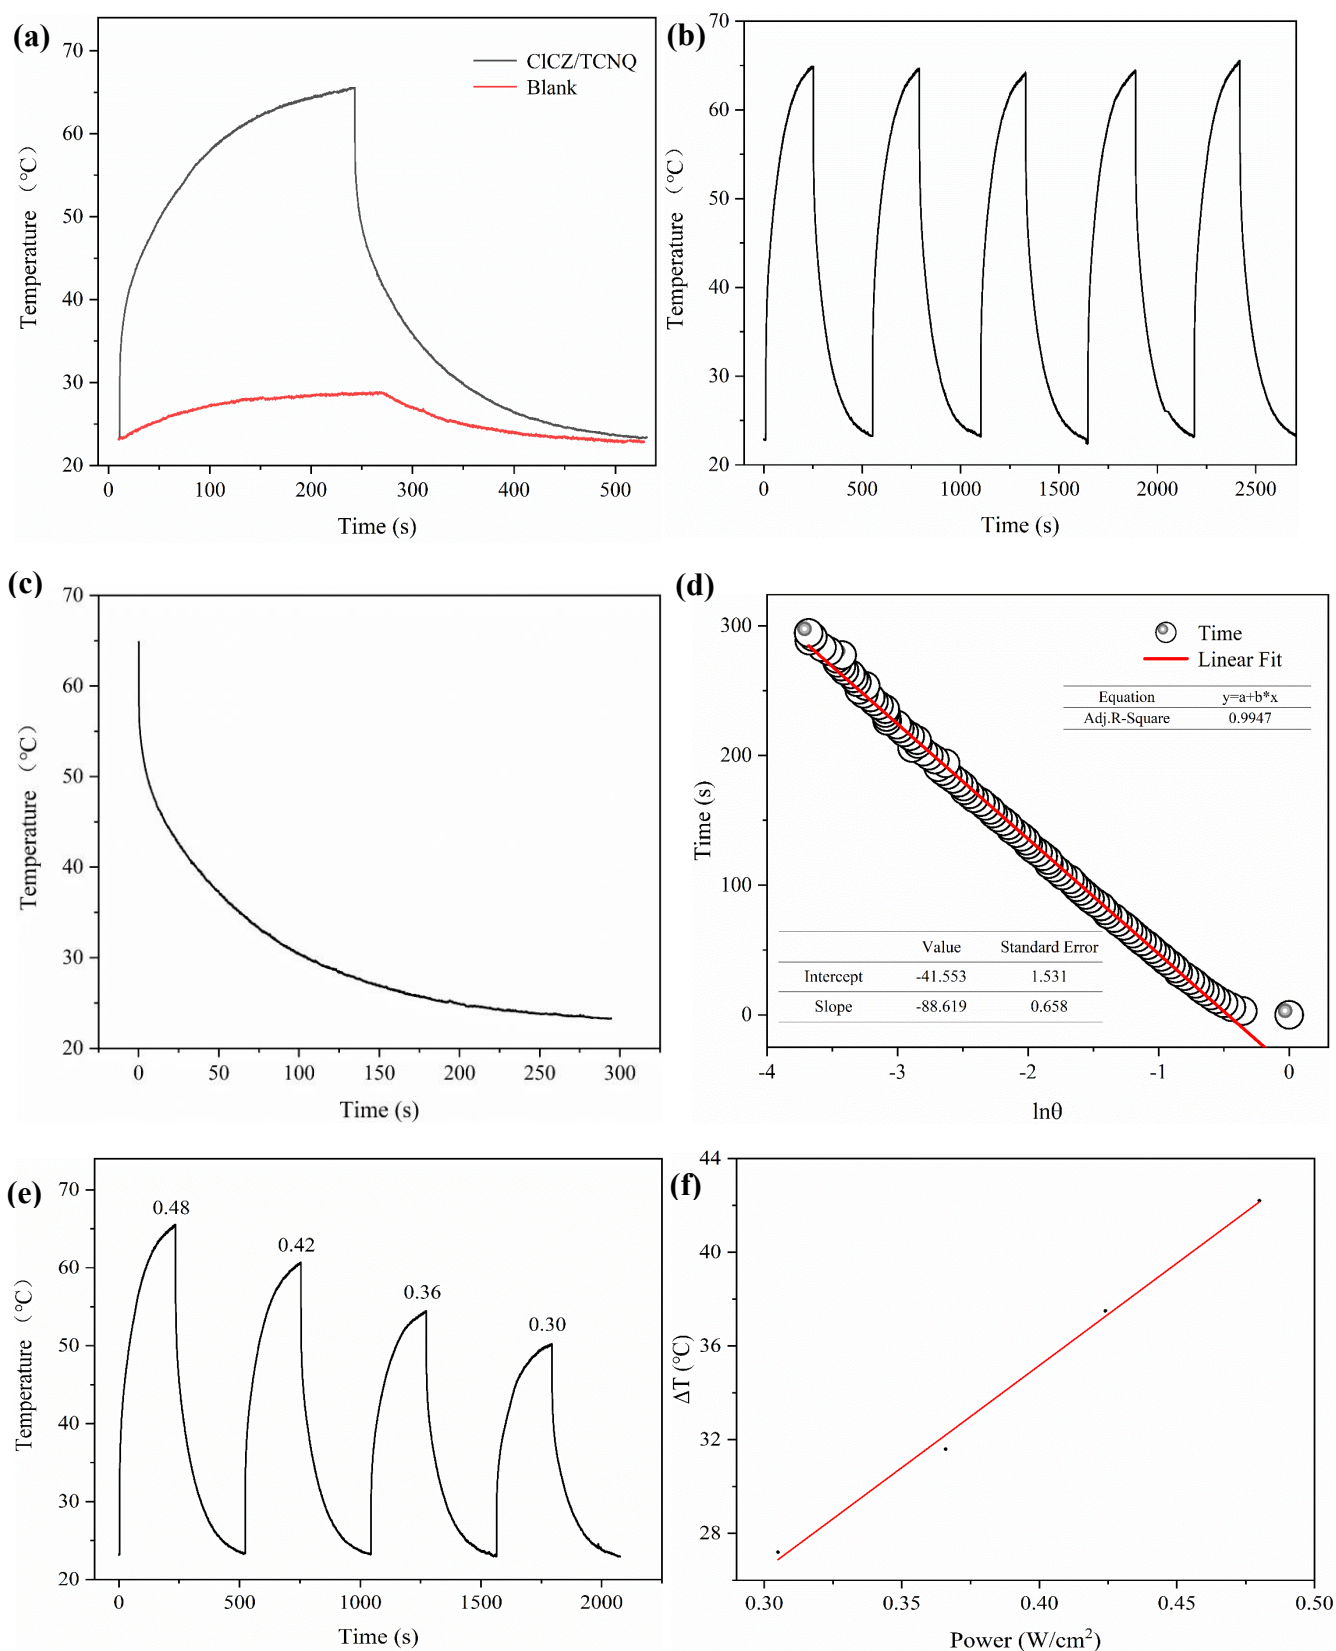 (a)
70
60
50
40
30
20
0
100
200
300
400
500
Temperature （℃）
Time (s)
ClCZ/TCNQ
Blank
(b)
70
60
50
40
30
20
0
500
1000
1500
2000
2500
Temperature （℃）
Time (s)
(c)
70
60
50
40
30
20
0
50
100
150
200
250
300
Temperature （℃）
Time (s)
(d)
300
200
100
0
-4
-3
-2
-1
0
Time (s)
lnθ
Time
Linear Fit
Equation y=a+b*x
Adj.R-Square 0.9947
Value Standard Error
Intercept -41.553 1.531
Slope -88.619 0.658
(e)
70
60
50
40
30
20
0
500
1000
1500
2000
Temperature （℃）
Time (s)
0.48
0.42
0.36
0.30
(f)
44
40
36
32
28
0.30
0.35
0.40
0.45
0.50
ΔT (℃)
Power (W/cm²)